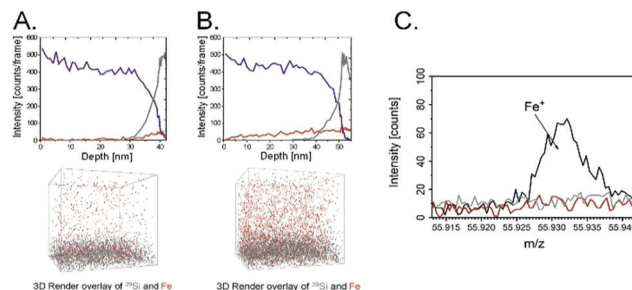 A.
B.
C.
600
500
400
300
200
100
0
Intensity [counts/frame]
0 10 20 30 40
Depth [nm]
600
500
400
300
200
100
0
Intensity [counts/frame]
0 10 20 30 40 50
Depth [nm]
100
80
60
40
20
0
Intensity [counts]
Fe⁺
55.915 55.920 55.925 55.930 55.935 55.94
m/z
3D Render overlay of ²⁹Si and Fe
3D Render overlay of ²⁹Si and Fe